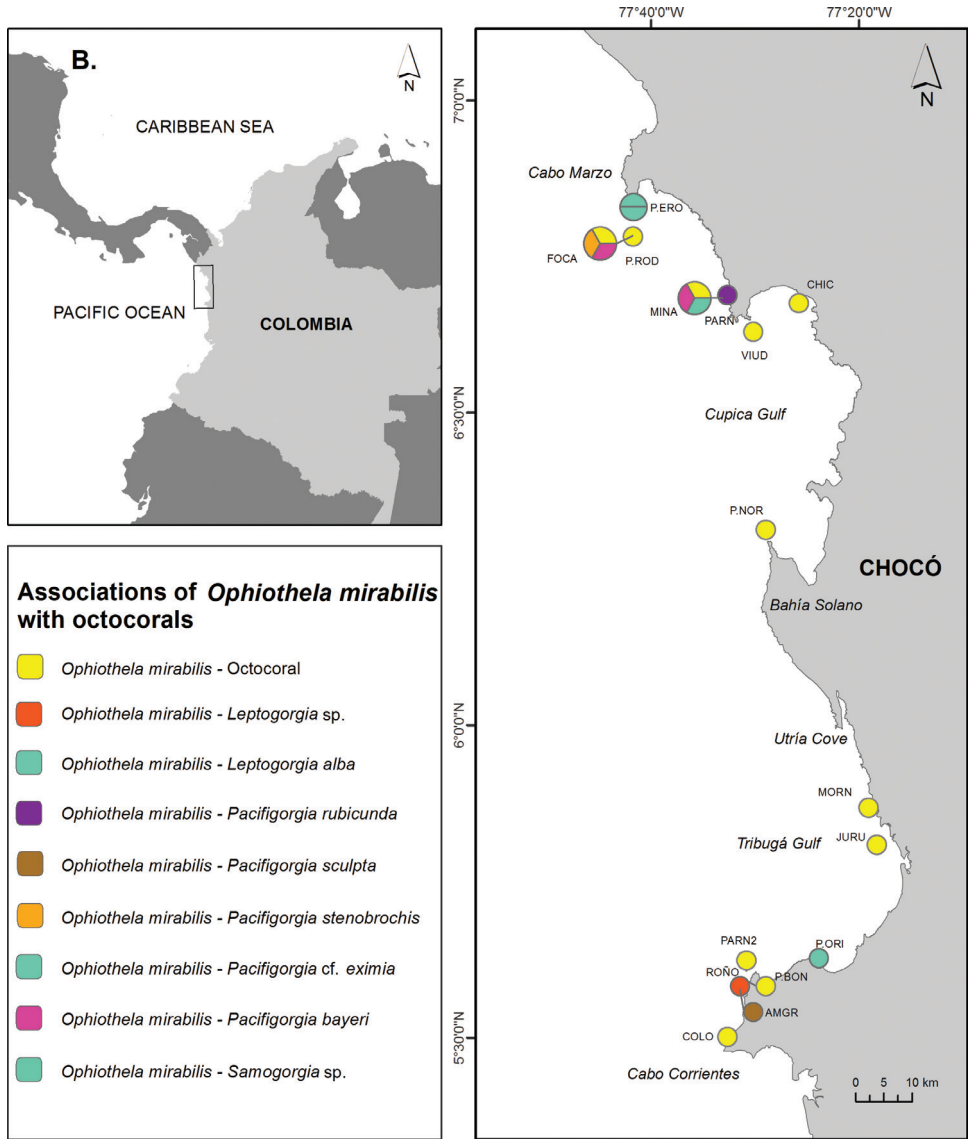 B.
N
CARIBBEAN SEA
PACIFIC OCEAN
COLOMBIA
Associations of Ophiothela mirabilis
with octocorals
Ophiothela mirabilis - Octocoral
Ophiothela mirabilis - Leptogorgia sp.
Ophiothela mirabilis - Leptogorgia alba
Ophiothela mirabilis - Pacifigorgia rubicunda
Ophiothela mirabilis - Pacifigorgia sculpta
Ophiothela mirabilis - Pacifigorgia stenobrochis
Ophiothela mirabilis - Pacifigorgia cf. eximia
Ophiothela mirabilis - Pacifigorgia bayeri
Ophiothela mirabilis - Samogorgia sp.
77°40'0"W
77°20'0"W
N
7°0'0"N
Cabo Marzo
P.ERO
FOCA
P.ROD
CHIC
MINA
PARN
VIUD
6°30'0"N
Cupica Gulf
P.NOR
CHOCÓ
Bahía Solano
6°0'0"N
Utría Cove
MORN
JURU
Tribugá Gulf
PARN2
P.ORI
ROÑO
P.BON
AMGR
5°30'0"N
COLO
Cabo Corrientes
0 5 10 km